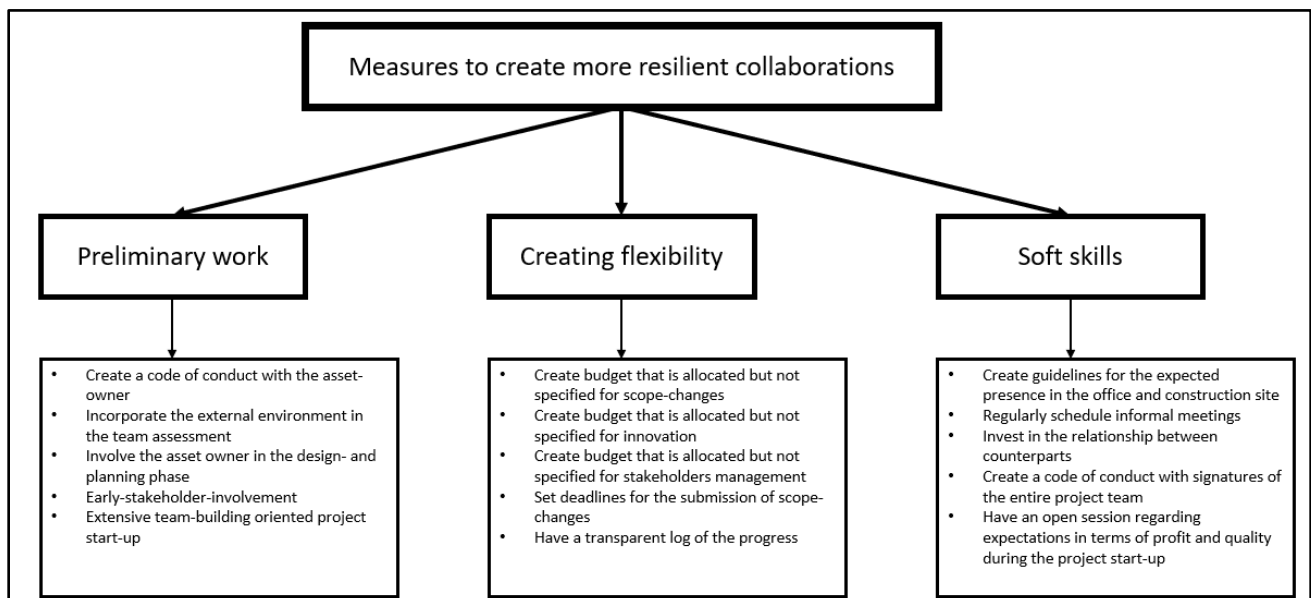 Measures to create more resilient collaborations
Preliminary work
Creating flexibility
Soft skills
• Create a code of conduct with the asset-
owner
• Incorporate the external environment in
the team assessment
• Involve the asset owner in the design- and
planning phase
• Early-stakeholder-involvement
• Extensive team-building oriented project
start-up
• Create budget that is allocated but not
specified for scope-changes
• Create budget that is allocated but not
specified for innovation
• Create budget that is allocated but not
specified for stakeholders management
• Set deadlines for the submission of scope-
changes
• Have a transparent log of the progress
• Create guidelines for the expected
presence in the office and construction site
• Regularly schedule informal meetings
• Invest in the relationship between
counterparts
• Create a code of conduct with signatures of
the entire project team
• Have an open session regarding
expectations in terms of profit and quality
during the project start-up